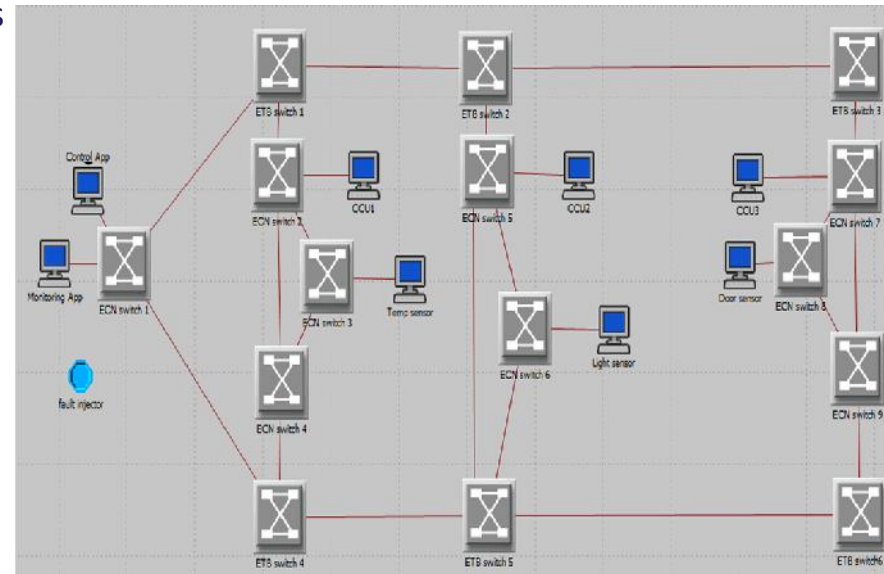 s
ETB switch 1
ETB switch 2
ETB switch 3
Control App
ECN switch 2
CCU1
ECN switch 5
CCU2
CCU3
ECN switch 7
Monitoring App
ECN switch 1
ECN switch 3
Temp sensor
Door sensor
ECN switch 8
Light sensor
ECN switch 6
fault injector
ECN switch 4
ECN switch 9
ETB switch 4
ETB switch 5
ETB switch6